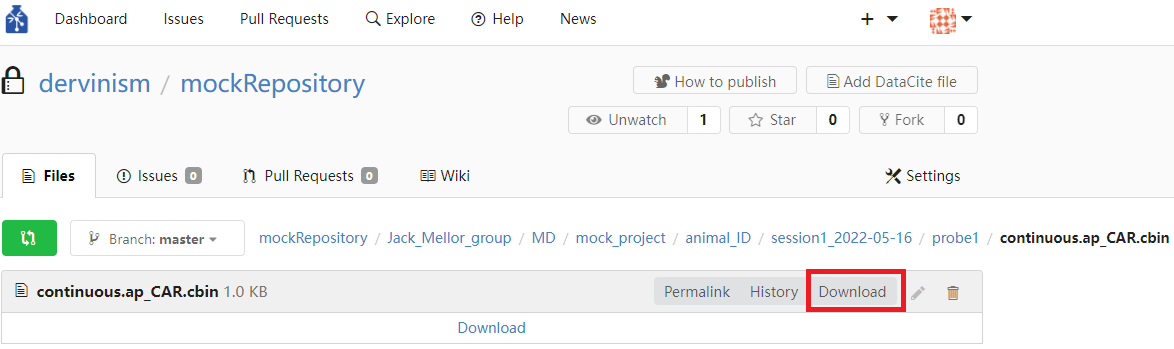 Dashboard Issues Pull Requests Explore Help News +
dervinism / mockRepository How to publish Add DataCite file
Unwatch 1 Star 0 Fork 0
Files Issues 0 Pull Requests 0 Wiki Settings
Branch: master mockRepository / Jack_Mellor_group / MD / mock_project / animal_ID / session1_2022-05-16 / probe1 / continuous.ap_CAR.cbin
continuous.ap_CAR.cbin 1.0 KB Permalink History Download
Download